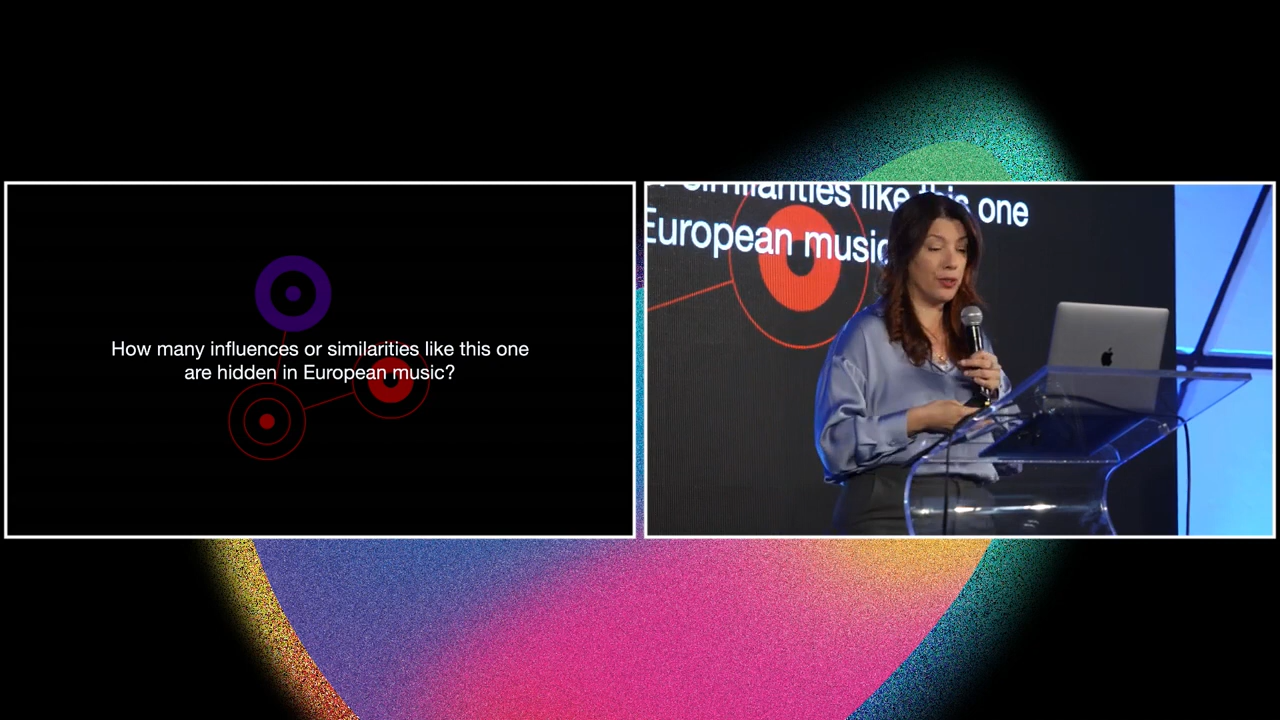 How many influences or similarities like this one
are hidden in European music?
similarities like this one
European music